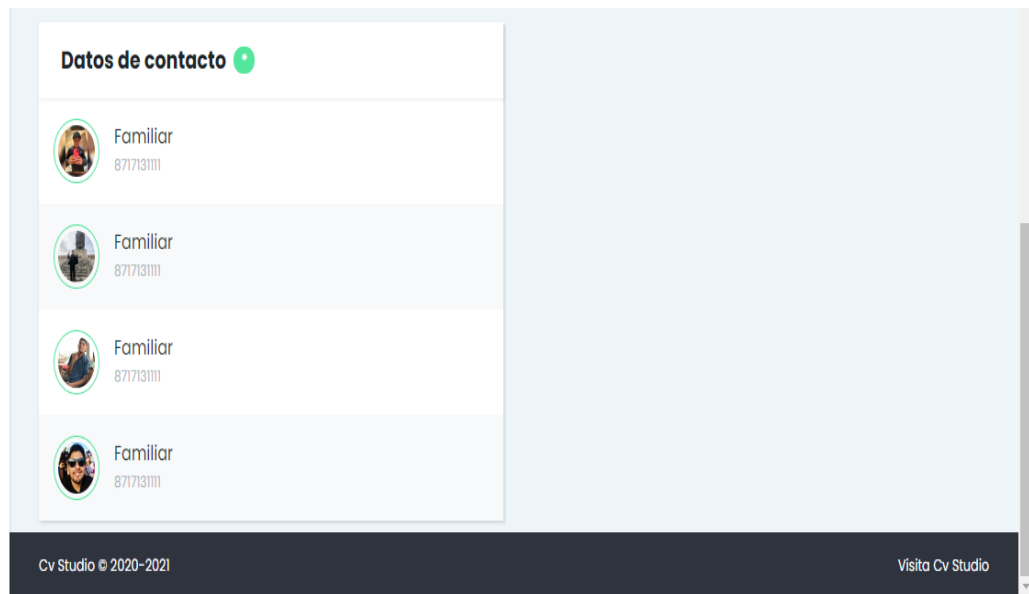 Datos de contacto
Familiar
8717131111
Familiar
8717131111
Familiar
8717131111
Familiar
8717131111
Cv Studio © 2020-2021
Visita Cv Studio